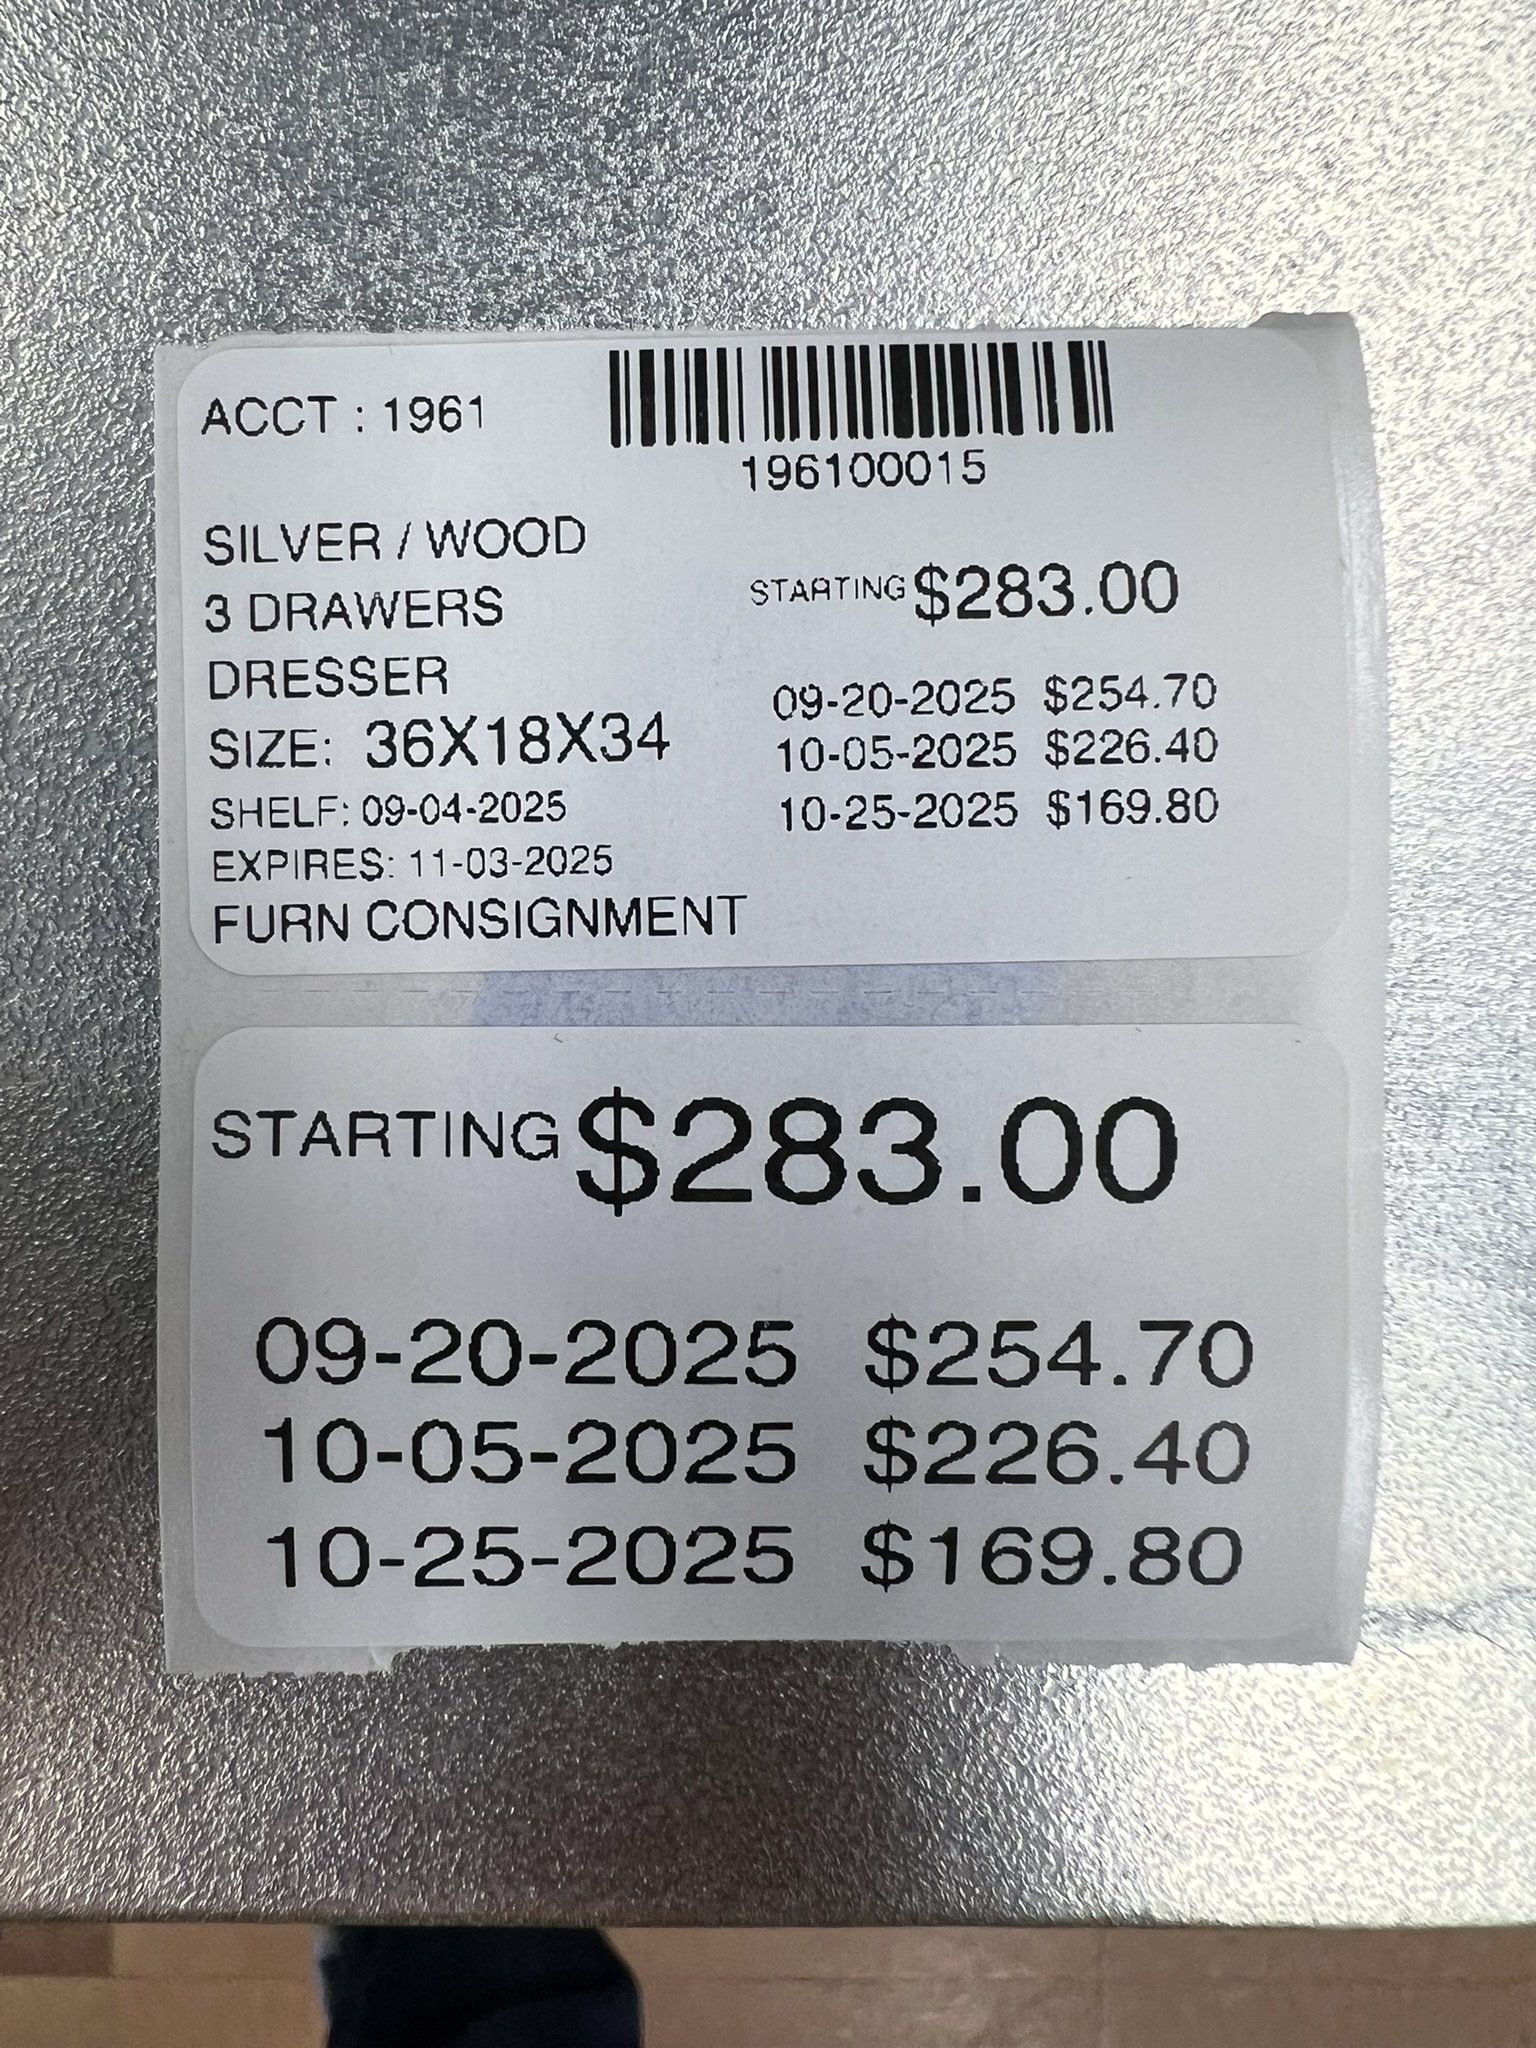 ACCT : 1961
196100015
SILVER / WOOD
3 DRAWERS
DRESSER
SIZE: 36X18X34
SHELF: 09-04-2025
EXPIRES: 11-03-2025
FURN CONSIGNMENT
STARTING $283.00
09-20-2025 $254.70
10-05-2025 $226.40
10-25-2025 $169.80
STARTING $283.00
09-20-2025 $254.70
10-05-2025 $226.40
10-25-2025 $169.80